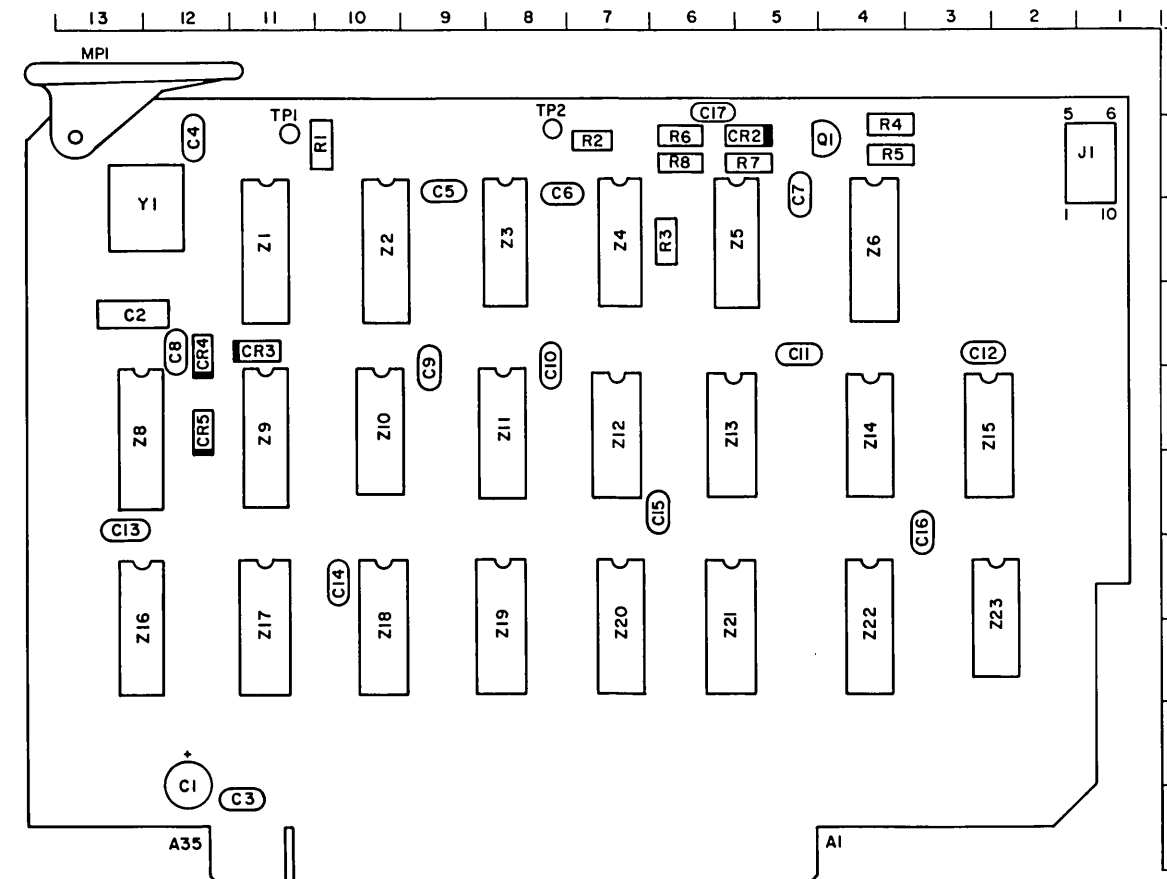 13 12 11 10 9 8 7 6 5 4 3 2 1
MP1
C4 TP1 R1 TP2 R2 R6 C17 CR2 Q1 R4 5 6
R8 R7 R5 J1
Y1 C5 C6 C7
Z1 Z2 Z3 Z4 R3 Z5 Z6 1 10
C2
C8 CR4 CR3 C9 C10 C11 C12
Z8 CR5 Z9 Z10 Z11 Z12 Z13 Z14 Z15
C13 C15 C16
C14
Z16 Z17 Z18 Z19 Z20 Z21 Z22 Z23
+
C1 C3
A35 A1